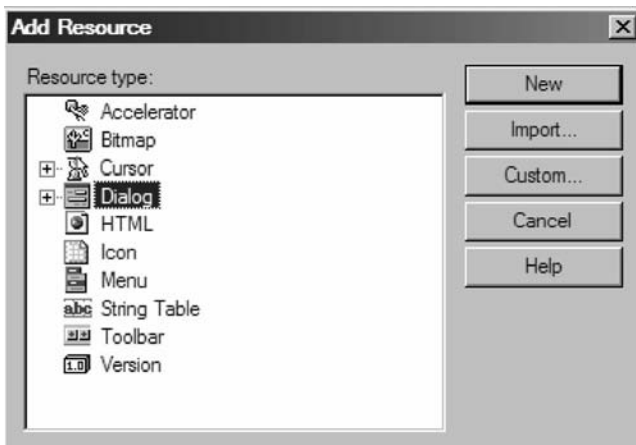 Add Resource
Resource type:
Accelerator
Bitmap
Cursor
Dialog
HTML
Icon
Menu
abc String Table
Toolbar
1.0 Version
New
Import...
Custom...
Cancel
Help